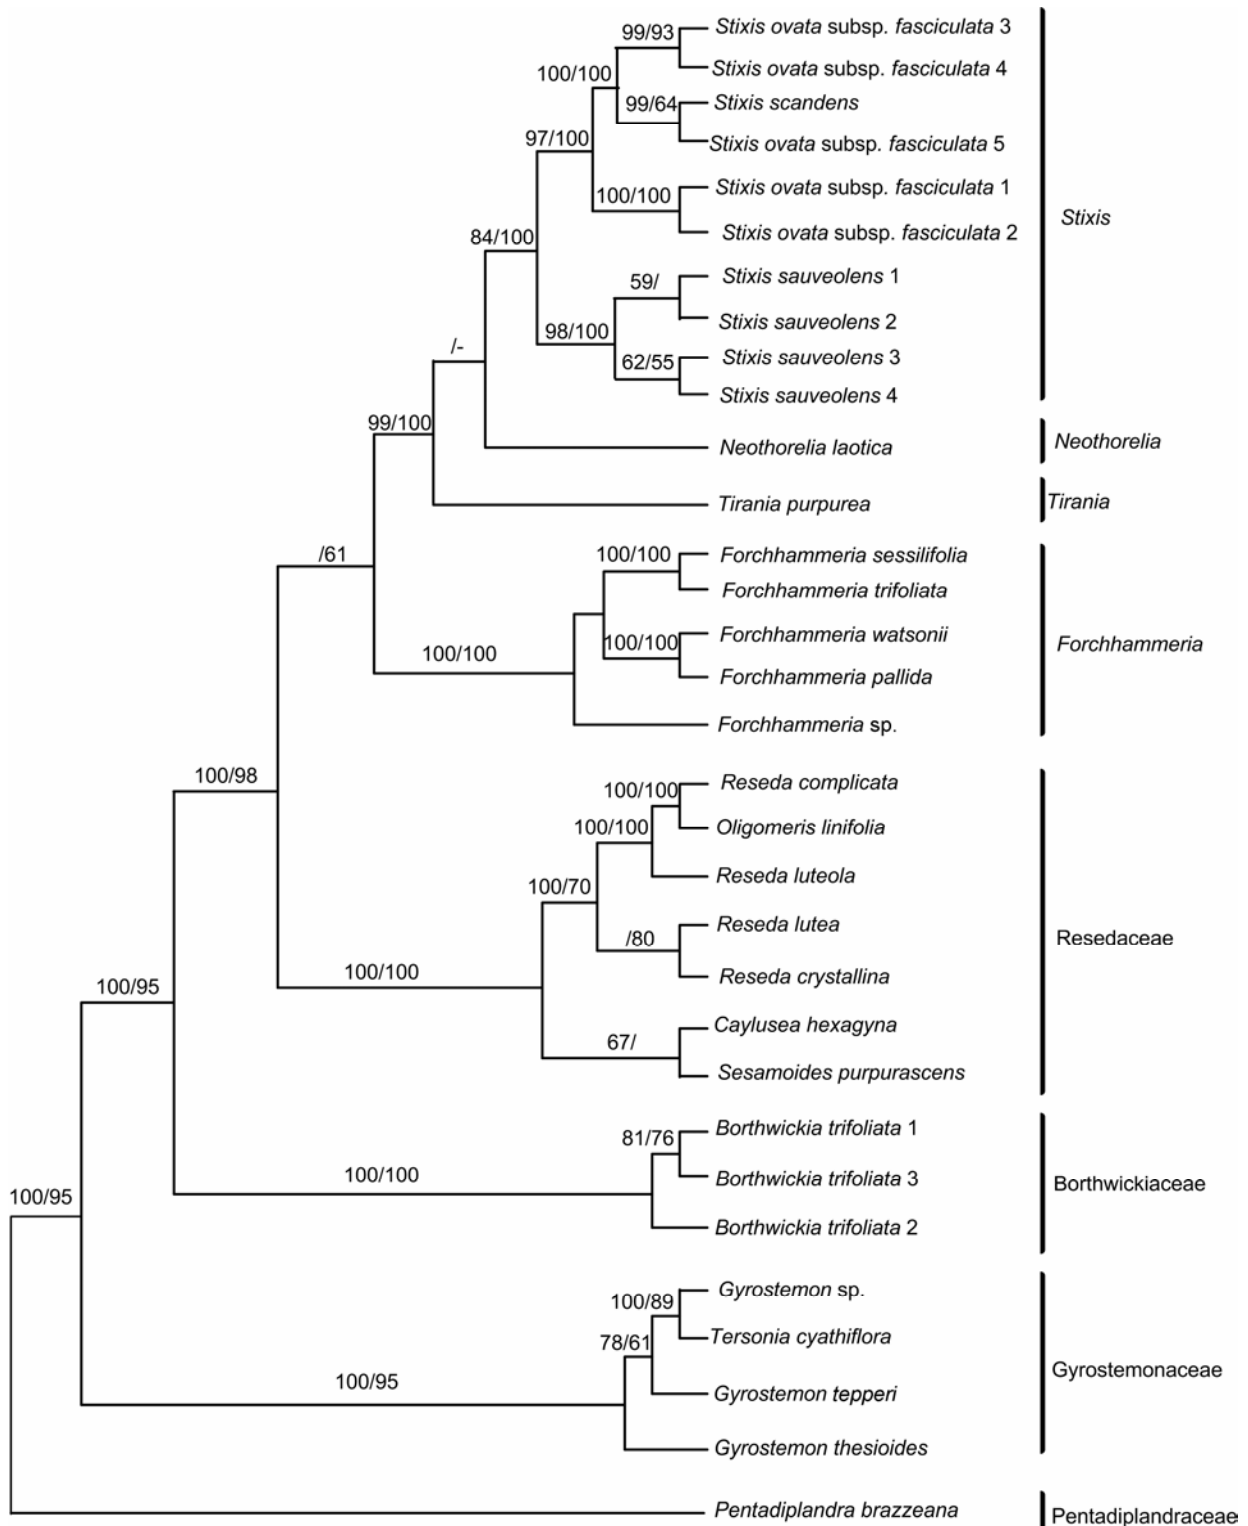 99/93
Stixis ovata subsp. fasciculata 3
Stixis ovata subsp. fasciculata 4
100/100
99/64
Stixis scandens
Stixis ovata subsp. fasciculata 5
97/100
Stixis ovata subsp. fasciculata 1
100/100
Stixis ovata subsp. fasciculata 2
Stixis
84/100
Stixis sauveolens 1
59/
Stixis sauveolens 2
98/100
Stixis sauveolens 3
62/55
Stixis sauveolens 4
/-
99/100
Neothorelia laotica
Neothorelia
Tirania purpurea
Tirania
/61
100/100
Forchhammeria sessilifolia
Forchhammeria trifoliata
Forchhammeria watsonii
100/100
Forchhammeria pallida
Forchhammeria
100/100
Forchhammeria sp.
100/98
Reseda complicata
100/100
Oligomeris linifolia
100/100
Reseda luteola
100/70
Reseda lutea
/80
Reseda crystallina
Resedaceae
100/100
100/95
Caylusea hexagyna
67/
Sesamoides purpurascens
Borthwickia trifoliata 1
81/76
Borthwickia trifoliata 3
100/100
Borthwickiaceae
100/95
Borthwickia trifoliata 2
Gyrostemon sp.
100/89
Tersonia cyathiflora
78/61
Gyrostemonaceae
100/95
Gyrostemon tepperi
Gyrostemon thesioides
Pentadiplandra brazzeana
Pentadiplandraceae